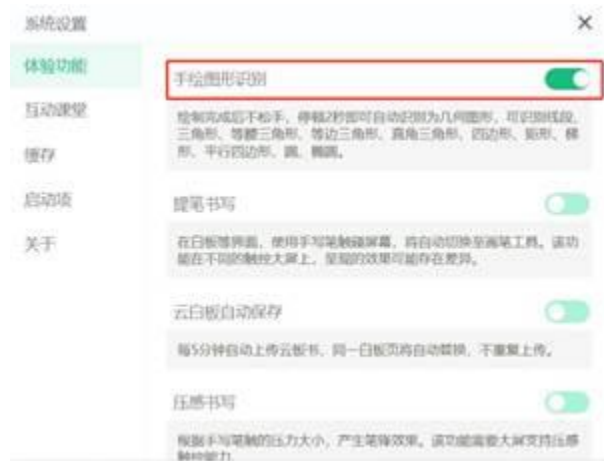 系统设置
体验功能
互动课堂
缓存
启动项
关于
手绘图形识别
绘制完成后不松手，停顿2秒即可自动识别为几何图形，可识别线段、
三角形、等腰三角形、等边三角形、直角三角形、四边形、矩形、梯
形、平行四边形、圆、椭圆。
提笔书写
在白板等界面，使用手写笔触碰屏幕，将自动切换至画笔工具。该功
能在不同的触控大屏上，呈现的效果可能存在差异。
云白板自动保存
每5分钟自动上传云板书，同一白板页将自动替换，不重复上传。
压感书写
根据手写笔触的压力大小，产生笔锋效果。该功能需要大屏支持压感
触控能力